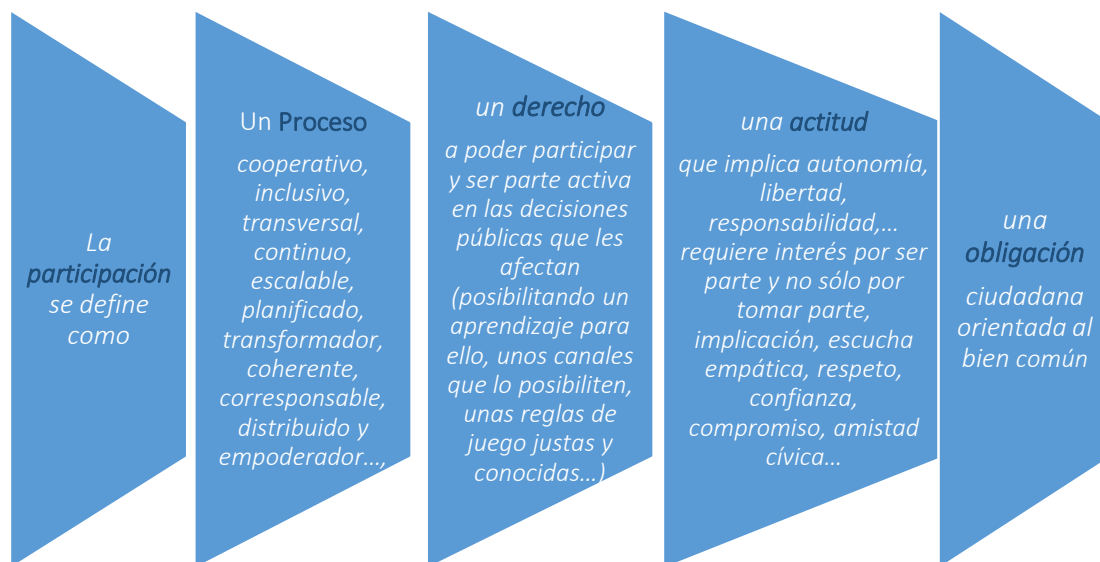 La
participación
se define
como
Un Proceso
cooperativo,
inclusivo,
transversal,
continuo,
escalable,
planificado,
transformador,
coherente,
corresponsable,
distribuido y
empoderador...,
un derecho
a poder participar
y ser parte activa
en las decisiones
públicas que les
afectan
(posibilitando un
aprendizaje para
ello, unos canales
que lo posibiliten,
unas reglas de
juego justas y
conocidas...)
una actitud
que implica autonomía,
libertad,
responsabilidad,...
requiere interés por ser
parte y no sólo por
tomar parte,
implicación, escucha
empática, respeto,
confianza,
compromiso, amistad
cívica...
una
obligación
ciudadana
orientada al
bien común